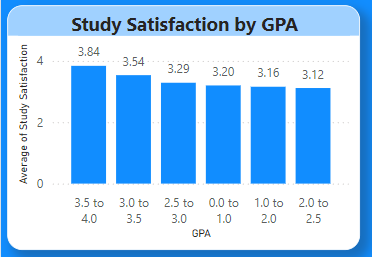 Study Satisfaction by GPA
Average of Study Satisfaction
4
2
0
3.84
3.54
3.29
3.20
3.16
3.12
3.5 to
4.0
3.0 to
3.5
2.5 to
3.0
0.0 to
1.0
1.0 to
2.0
2.0 to
2.5
GPA